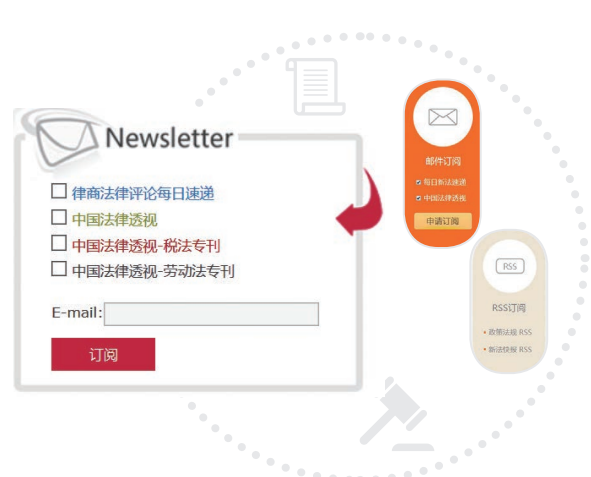 Newsletter
律商法律评论每日速递
中国法律透视
中国法律透视-税法专刊
中国法律透视-劳动法专刊
E-mail:
订阅
邮件订阅
每日新法速递
中国法律透视
申请订阅
RSS
RSS订阅
• 政策法规 RSS
• 新法快报 RSS